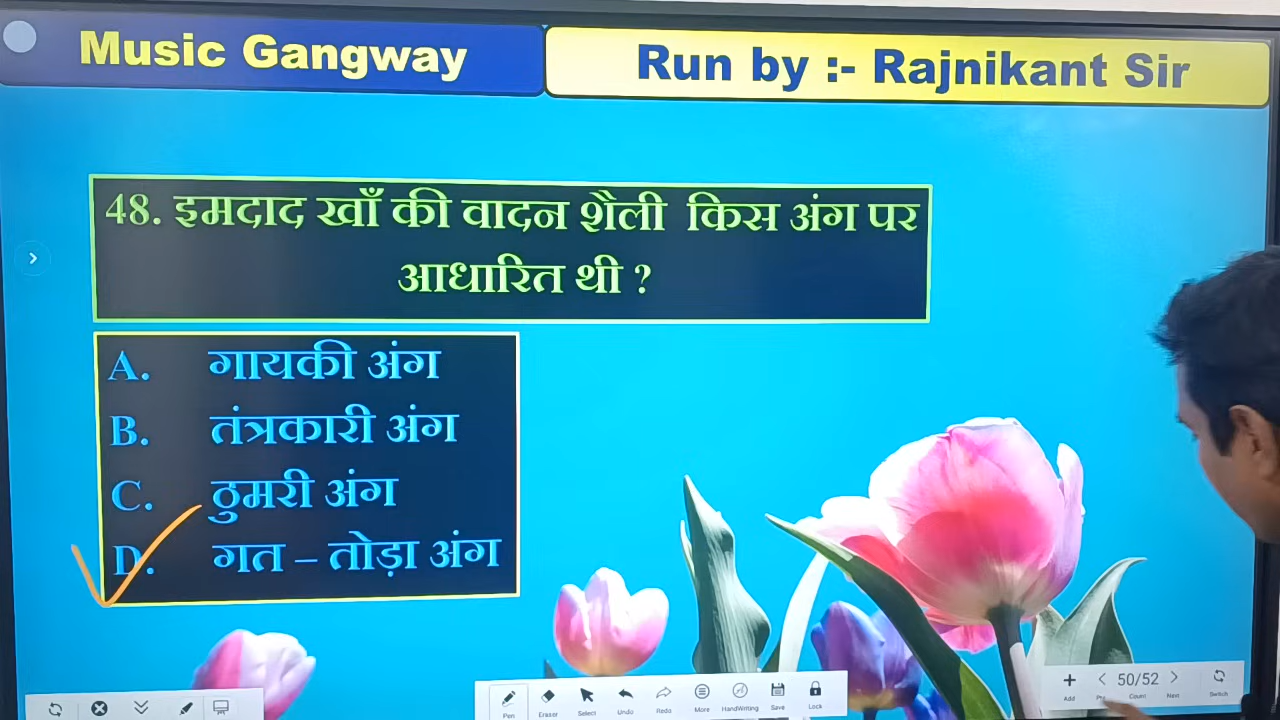 Music Gangway
Run by :- Rajnikant Sir
48. इमदाद खाँ की वादन शैली किस अंग पर
आधारित थी ?
A. गायकी अंग
B. तंत्रकारी अंग
C. ठुमरी अंग
D. गत – तोड़ा अंग
Pen Eraser Select Undo Redo More HandWriting Save Lock
50/52
Add Count Next Switch